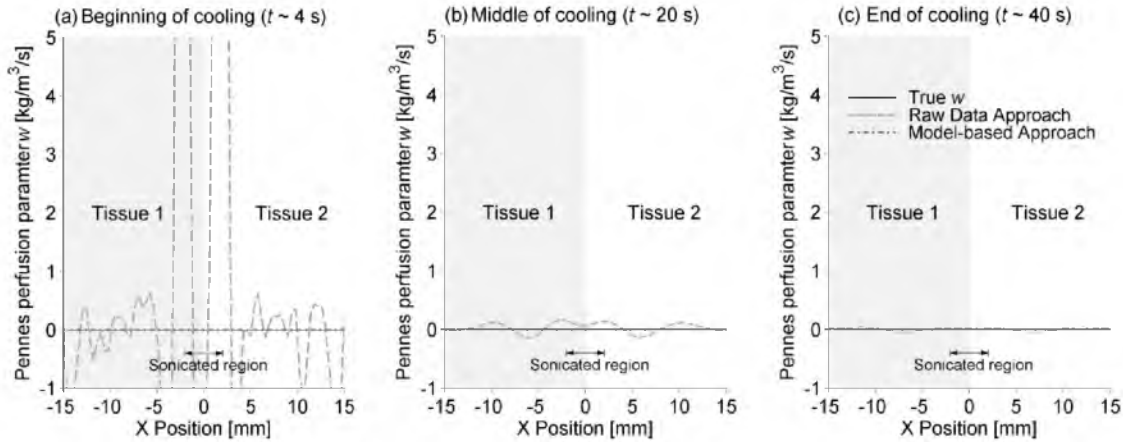 (a) Beginning of cooling (t ~ 4 s)
Pennes perfusion paramter w [kg/m³/s]
5
4
3
2
1
0
-1
Tissue 1
Tissue 2
Sonicated region
-15
-10
-5
0
5
10
15
X Position [mm]
(b) Middle of cooling (t ~ 20 s)
Pennes perfusion paramter w [kg/m³/s]
5
4
3
2
1
0
-1
Tissue 1
Tissue 2
Sonicated region
-15
-10
-5
0
5
10
15
X Position [mm]
(c) End of cooling (t ~ 40 s)
Pennes perfusion paramter w [kg/m³/s]
5
4
3
2
1
0
-1
True w
Raw Data Approach
Model-based Approach
Tissue 1
Tissue 2
Sonicated region
-15
-10
-5
0
5
10
15
X Position [mm]